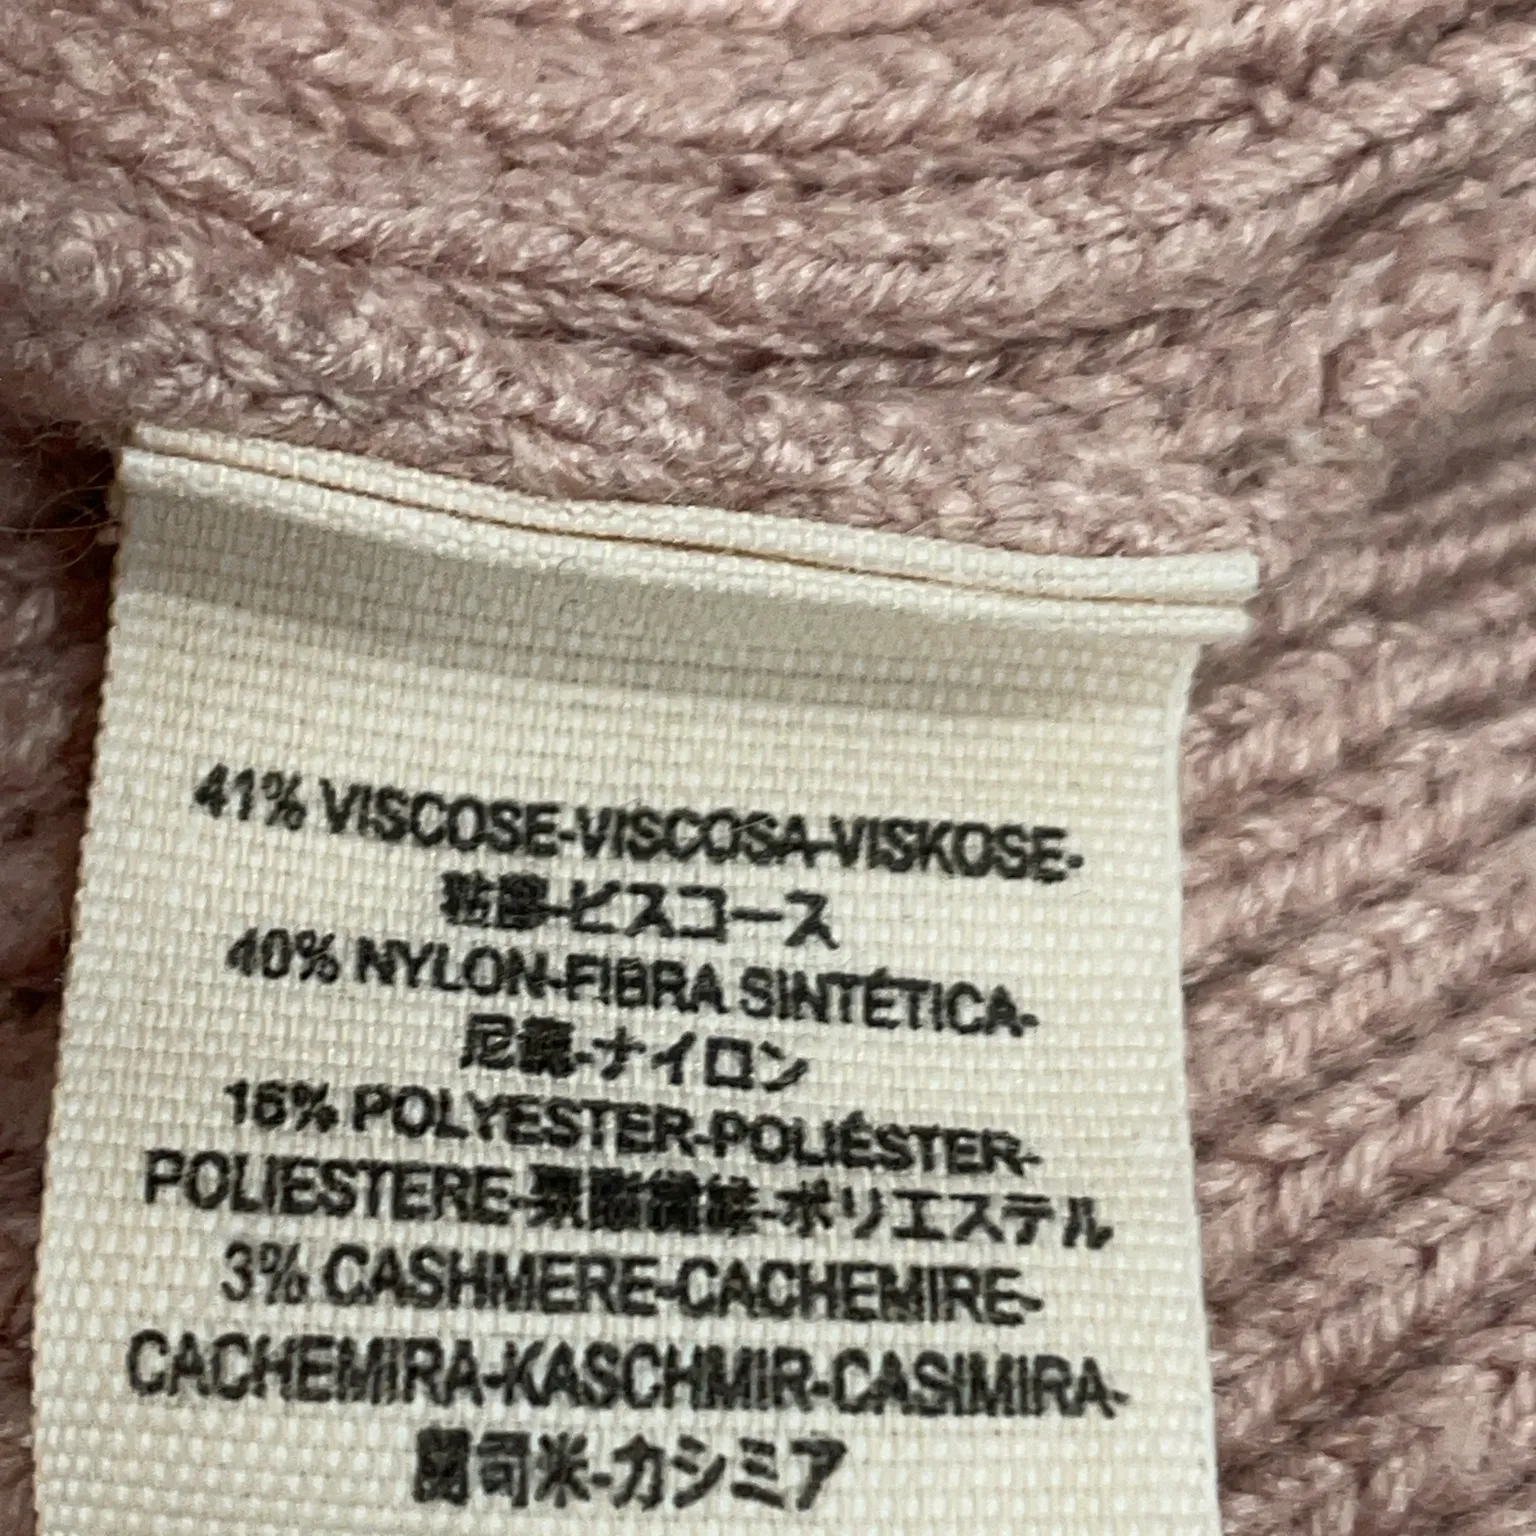 41% VISCOSE-VISCOSA-VISKOSE-
粘膠-ビスコース
40% NYLON-FIBRA SINTÉTICA-
尼龍-ナイロン
16% POLYESTER-POLIÉSTER-
POLIESTERE-聚酯纖維-ポリエステル
3% CASHMERE-CACHEMIRE-
CACHEMIRA-KASCHMIR-CASIMIRA-
開司米-カシミア